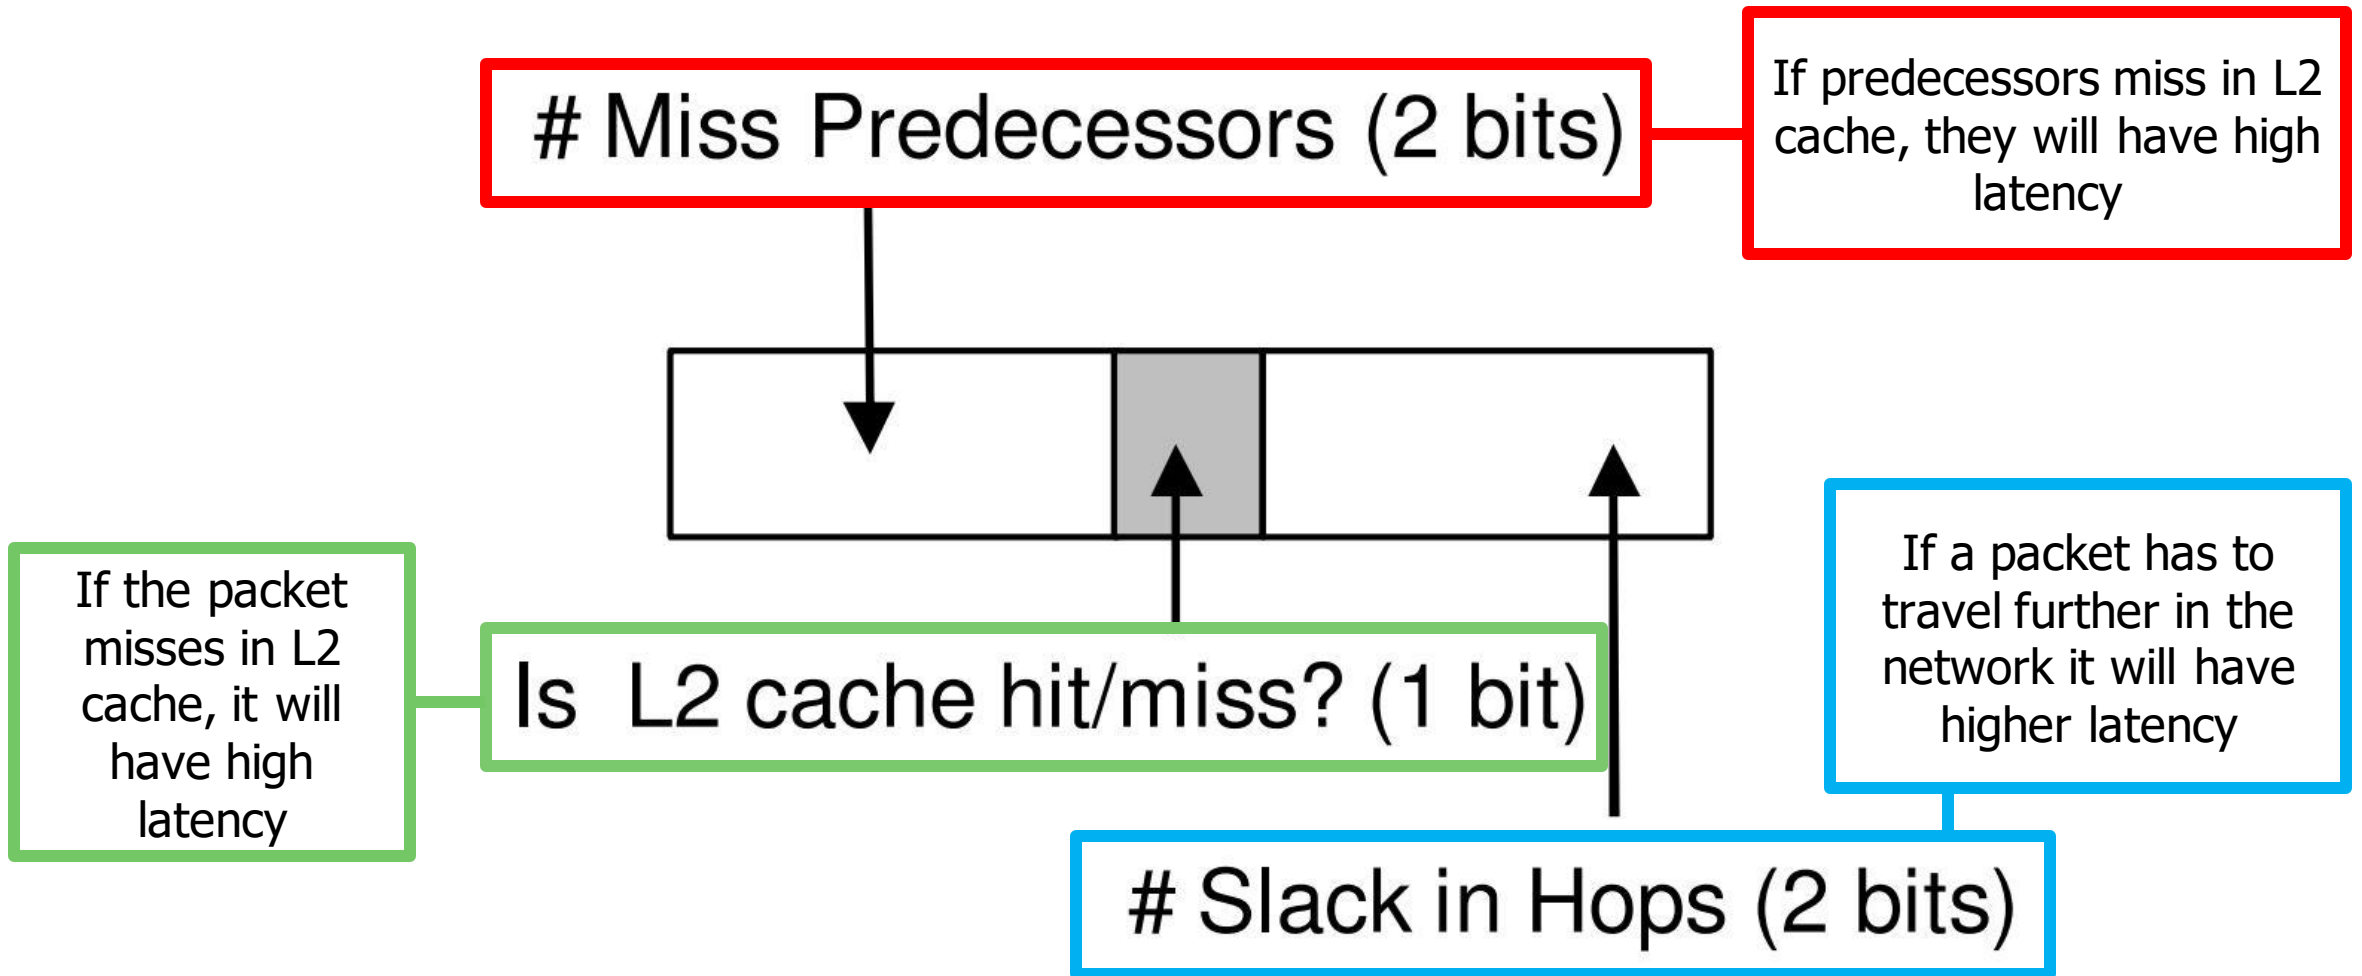 # Miss Predecessors (2 bits)
If predecessors miss in L2
cache, they will have high
latency
If the packet
misses in L2
cache, it will
have high
latency
Is L2 cache hit/miss? (1 bit)
If a packet has to
travel further in the
network it will have
higher latency
# Slack in Hops (2 bits)